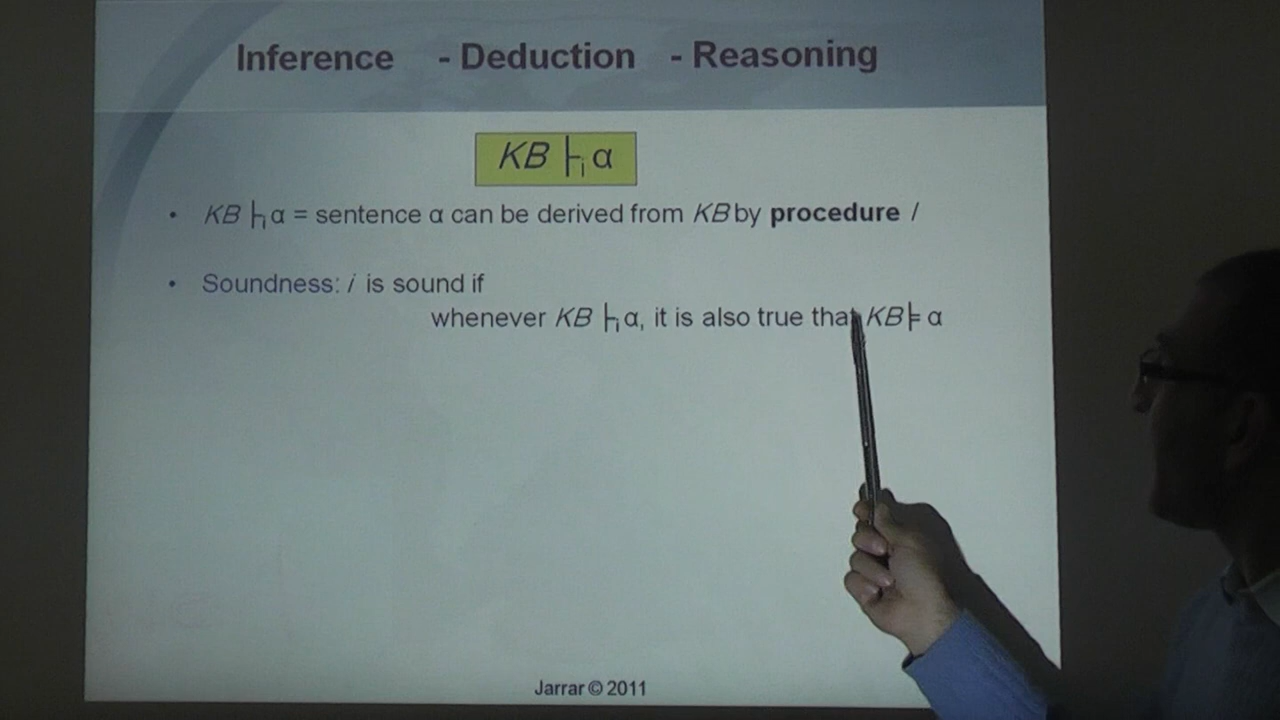 Inference - Deduction - Reasoning
KB ⊢i α
• KB ⊢i α = sentence α can be derived from KB by procedure I
• Soundness: i is sound if
whenever KB ⊢i α, it is also true that KB ⊨ α
Jarrar © 2011